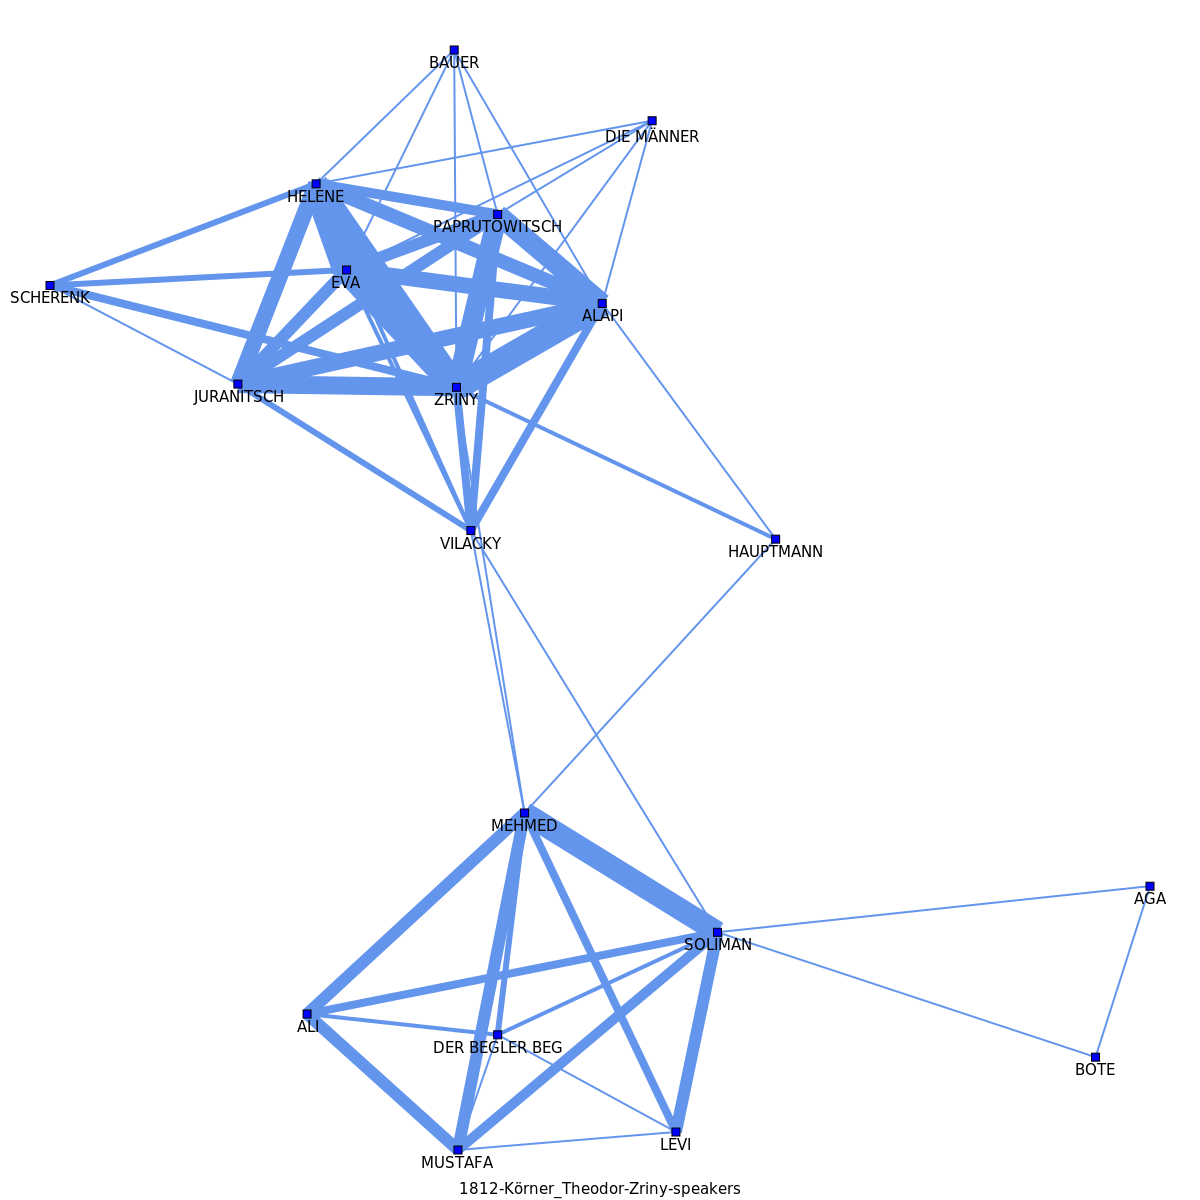 BAUER
DIE MÄNNER
HELENE
PAPRUTOWITSCH
EVA
SCHERENK
ALAPI
JURANITSCH
ZRINY
VILACKY
HAUPTMANN
MEHMED
AGA
SOLIMAN
ALI
DER BEGLER BEG
BOTE
LEVI
MUSTAFA
1812-Körner_Theodor-Zriny-speakers